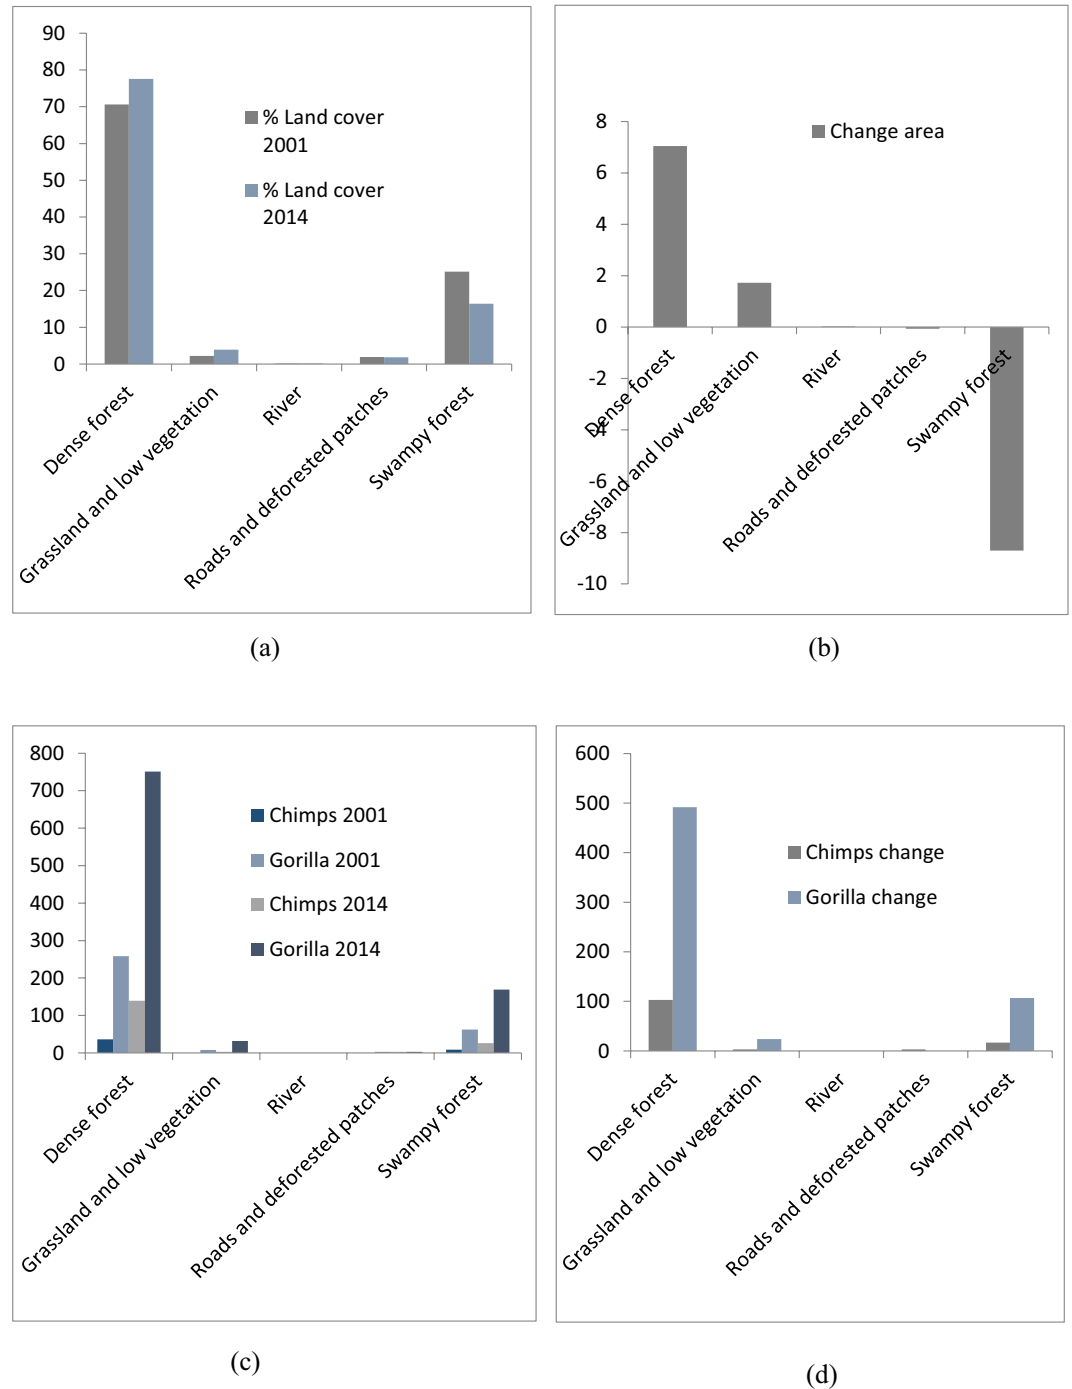 90
80
70
60
50
40
30
20
10
0
% Land cover
2001
% Land cover
2014
Dense forest
Grassland and low vegetation
River
Roads and deforested patches
Swampy forest
(a)
8
6
4
2
0
-2
-4
-6
-8
-10
Change area
Dense forest
Grassland and low vegetation
River
Roads and deforested patches
Swampy forest
(b)
800
700
600
500
400
300
200
100
0
Chimps 2001
Gorilla 2001
Chimps 2014
Gorilla 2014
Dense forest
Grassland and low vegetation
River
Roads and deforested patches
Swampy forest
(c)
600
500
400
300
200
100
0
Chimps change
Gorilla change
Dense forest
Grassland and low vegetation
River
Roads and deforested patches
Swampy forest
(d)